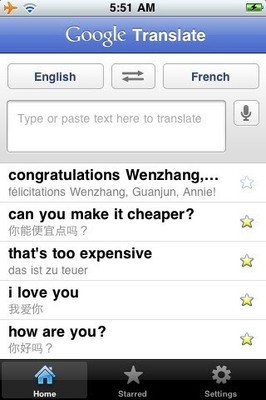 5:51 AM
Google Translate
English
French
Type or paste text here to translate
congratulations Wenzhang,...
félicitations Wenzhang, Guanjun, Annie!
can you make it cheaper?
你能便宜点吗？
that's too expensive
das ist zu teuer
i love you
我爱你
how are you?
你好吗？
Home
Starred
Settings